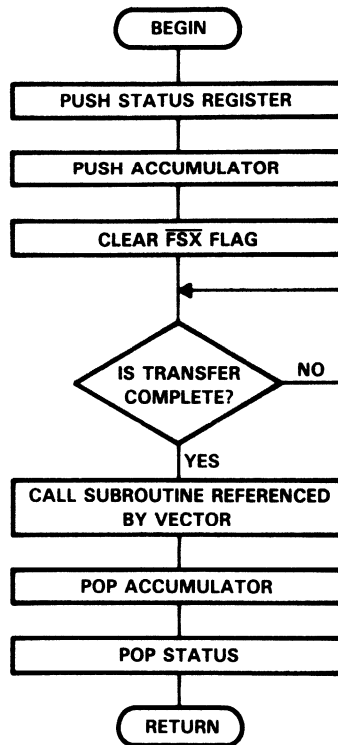 BEGIN
PUSH STATUS REGISTER
PUSH ACCUMULATOR
CLEAR F̅S̅X̅ FLAG
IS TRANSFER
COMPLETE?
NO
YES
CALL SUBROUTINE REFERENCED
BY VECTOR
POP ACCUMULATOR
POP STATUS
RETURN